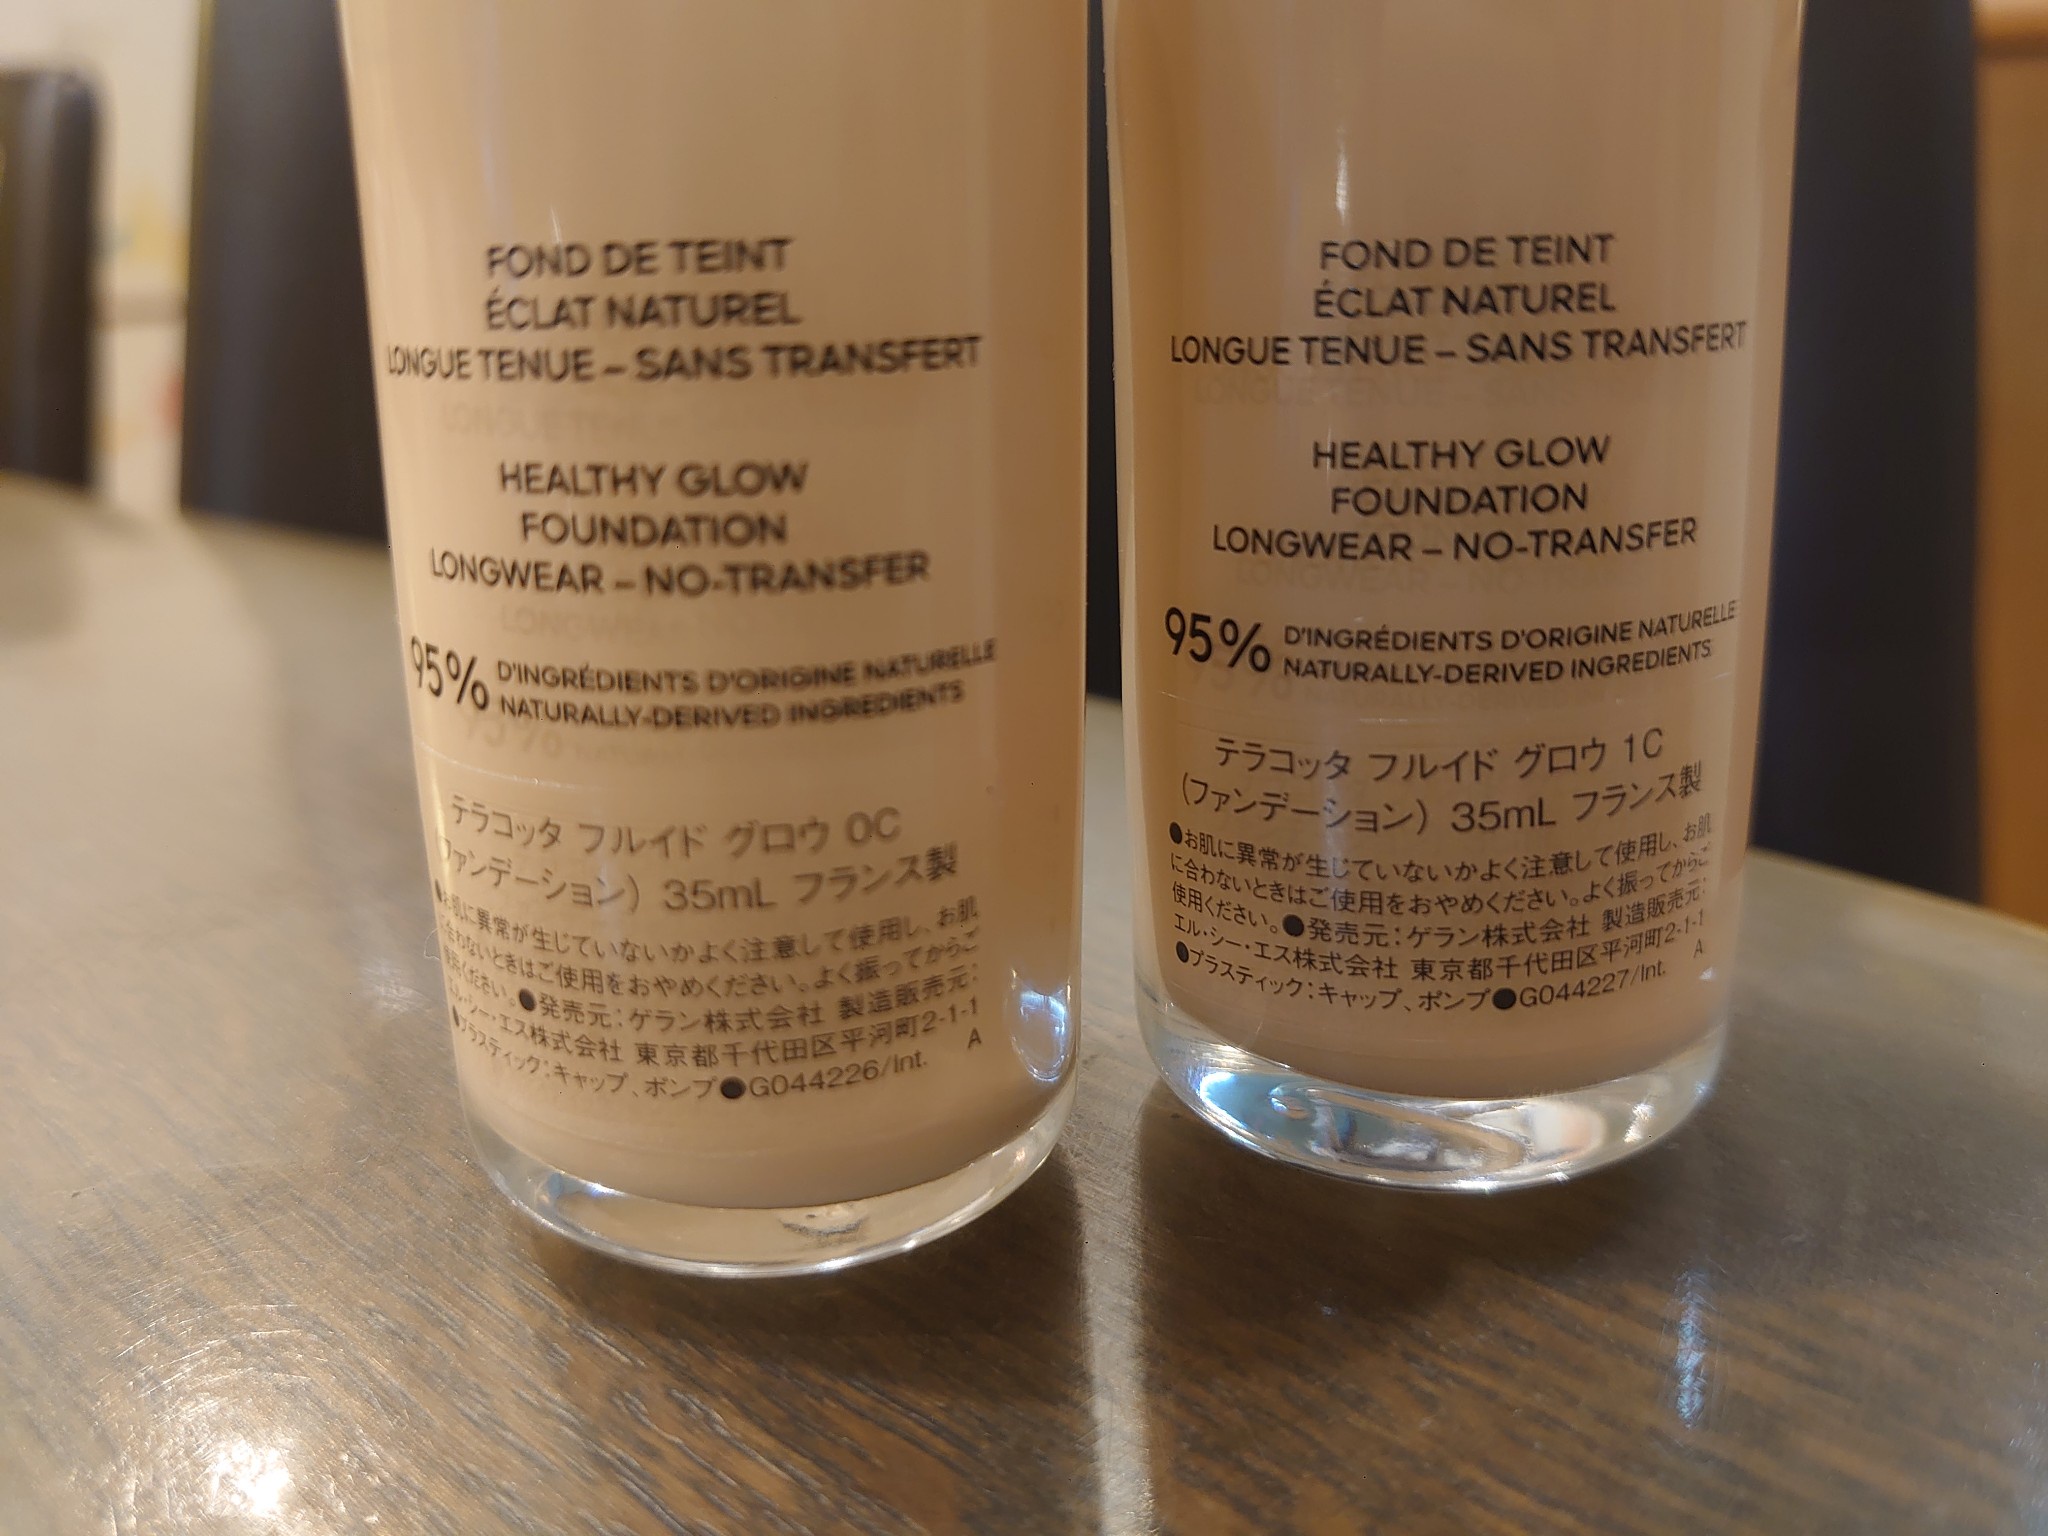 FOND DE TEINT
ÉCLAT NATUREL
LONGUE TENUE – SANS TRANSFERT
HEALTHY GLOW
FOUNDATION
LONGWEAR – NO-TRANSFER
95% D'INGRÉDIENTS D'ORIGINE NATURELLE
NATURALLY-DERIVED INGREDIENTS
テラコッタ フルイド グロウ 0C
(ファンデーション) 35mL フランス製
●お肌に異常が生じていないかよく注意して使用し、お肌
に合わないときはご使用をおやめください。よく振ってからご
使用ください。●発売元:ゲラン株式会社 製造販売元:
エル・シー・エス株式会社 東京都千代田区平河町2-1-1
●プラスティック:キャップ、ポンプ●G044226/Int. A
FOND DE TEINT
ÉCLAT NATUREL
LONGUE TENUE – SANS TRANSFERT
HEALTHY GLOW
FOUNDATION
LONGWEAR – NO-TRANSFER
95% D'INGRÉDIENTS D'ORIGINE NATURELLE
NATURALLY-DERIVED INGREDIENTS
テラコッタ フルイド グロウ 1C
(ファンデーション) 35mL フランス製
●お肌に異常が生じていないかよく注意して使用し、お肌
に合わないときはご使用をおやめください。よく振ってからご
使用ください。●発売元:ゲラン株式会社 製造販売元:
エル・シー・エス株式会社 東京都千代田区平河町2-1-1
●プラスティック:キャップ、ポンプ●G044227/Int. A